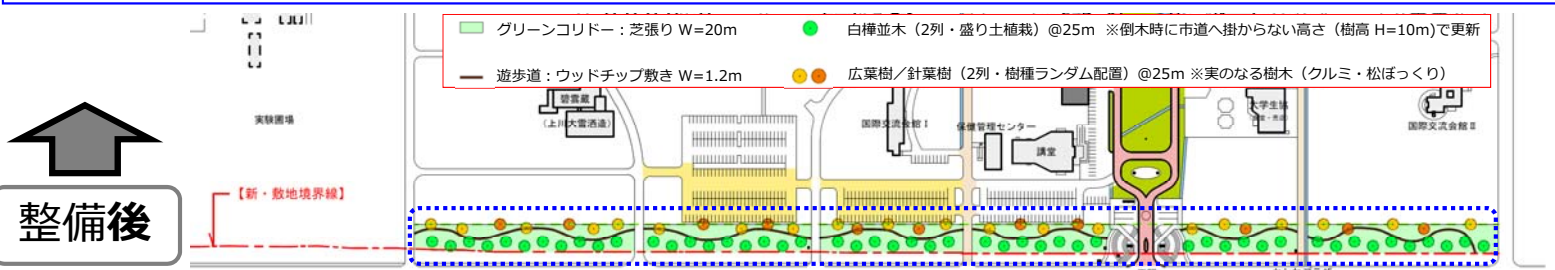 グリーンコリドー：芝張り W=20m
白樺並木（2列・盛り土植栽）@25m ※倒木時に市道へ掛からない高さ（樹高 H=10m)で更新
遊歩道：ウッドチップ敷き W=1.2m
広葉樹／針葉樹（2列・樹種ランダム配置）@25m ※実のなる樹木（クルミ・松ぼっくり）
碧雲蔵
（上川大雪酒造）
実験圃場
国際交流会館Ⅰ
保健管理センター
講堂
大学生協
国際交流会館Ⅱ
【新・敷地境界線】
整備後